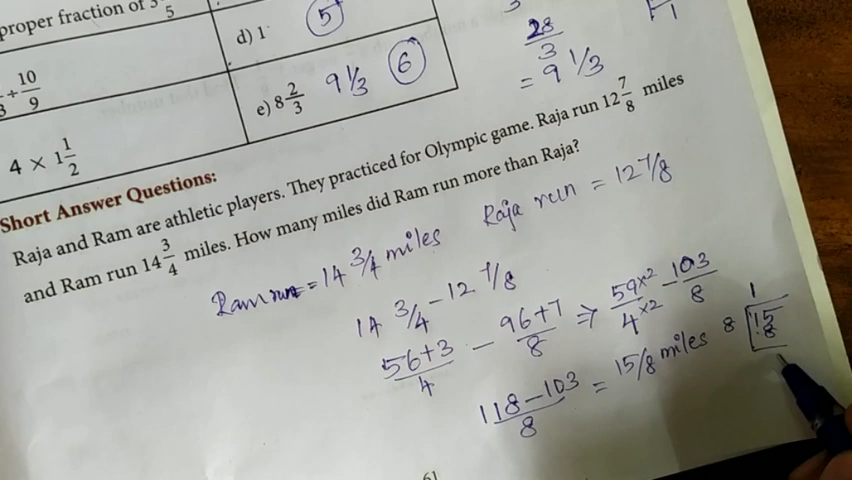 proper fraction of 3 /5
d) 1
5
÷ 10/9
e) 8 2/3
9 1/3
6
28/3
= 9 1/3
4 × 1 1/2
Short Answer Questions:
Raja and Ram are athletic players. They practiced for Olympic game. Raja run 12 7/8 miles
and Ram run 14 3/4 miles. How many miles did Ram run more than Raja?
Ram run = 14 3/4 miles
Raja run = 12 7/8
14 3/4 - 12 7/8
56+3/4 - 96+7/8 ⇒ 59×2/4×2 - 103/8
118-103/8 = 15/8 miles
1
8 15
8
61